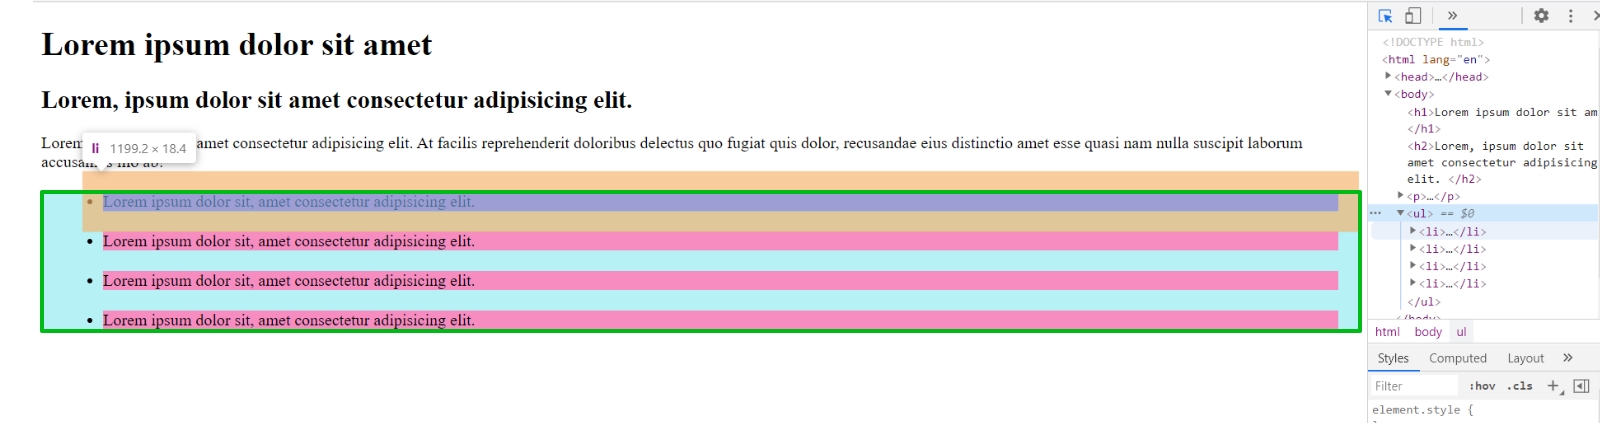 Lorem ipsum dolor sit amet
Lorem, ipsum dolor sit amet consectetur adipisicing elit.
Lorem amet consectetur adipisicing elit. At facilis reprehenderit doloribus delectus quo fugiat quis dolor, recusandae eius distinctio amet esse quasi nam nulla suscipit laborum
li 1199.2 × 18.4
Lorem ipsum dolor sit, amet consectetur adipisicing elit.
Lorem ipsum dolor sit, amet consectetur adipisicing elit.
Lorem ipsum dolor sit, amet consectetur adipisicing elit.
Lorem ipsum dolor sit, amet consectetur adipisicing elit.
<!DOCTYPE html>
<html lang="en">
<head>…</head>
<body>
<h1>Lorem ipsum dolor sit am
</h1>
<h2>Lorem, ipsum dolor sit
amet consectetur adipisicing
elit. </h2>
<p>…</p>
<ul> == $0
<li>…</li>
<li>…</li>
<li>…</li>
<li>…</li>
</ul>
</body>
html body ul
Styles Computed Layout »
Filter :hov .cls +
element.style {